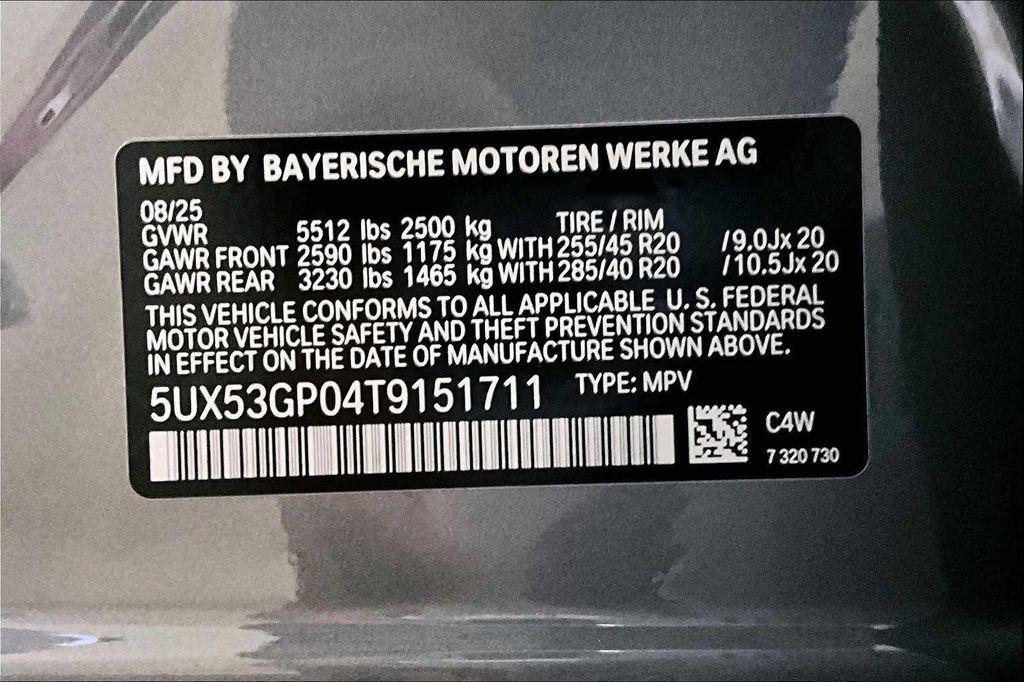 MFD BY BAYERISCHE MOTOREN WERKE AG
08/25
GVWR 5512 lbs 2500 kg TIRE / RIM
GAWR FRONT 2590 lbs 1175 kg WITH 255/45 R20 /9.0Jx 20
GAWR REAR 3230 lbs 1465 kg WITH 285/40 R20 /10.5Jx 20
THIS VEHICLE CONFORMS TO ALL APPLICABLE U. S. FEDERAL
MOTOR VEHICLE SAFETY AND THEFT PREVENTION STANDARDS
IN EFFECT ON THE DATE OF MANUFACTURE SHOWN ABOVE.
5UX53GP04T9151711 TYPE: MPV
C4W
7 320 730